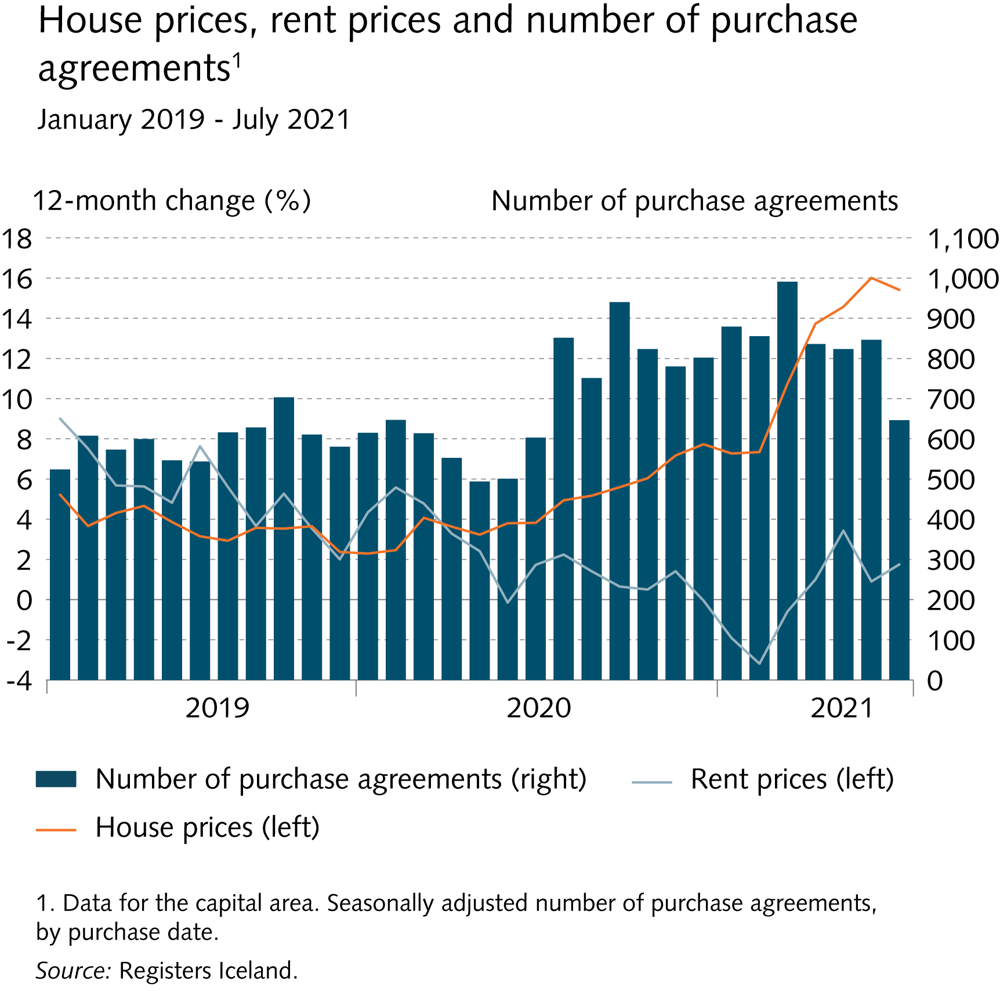 House prices, rent prices and number of purchase
agreements¹
January 2019 - July 2021
12-month change (%)
Number of purchase agreements
18
1,100
16
1,000
14
900
12
800
10
700
8
600
6
500
4
400
2
300
0
200
-2
100
-4
0
2019
2020
2021
Number of purchase agreements (right)
Rent prices (left)
House prices (left)
1. Data for the capital area. Seasonally adjusted number of purchase agreements,
by purchase date.
Source: Registers Iceland.